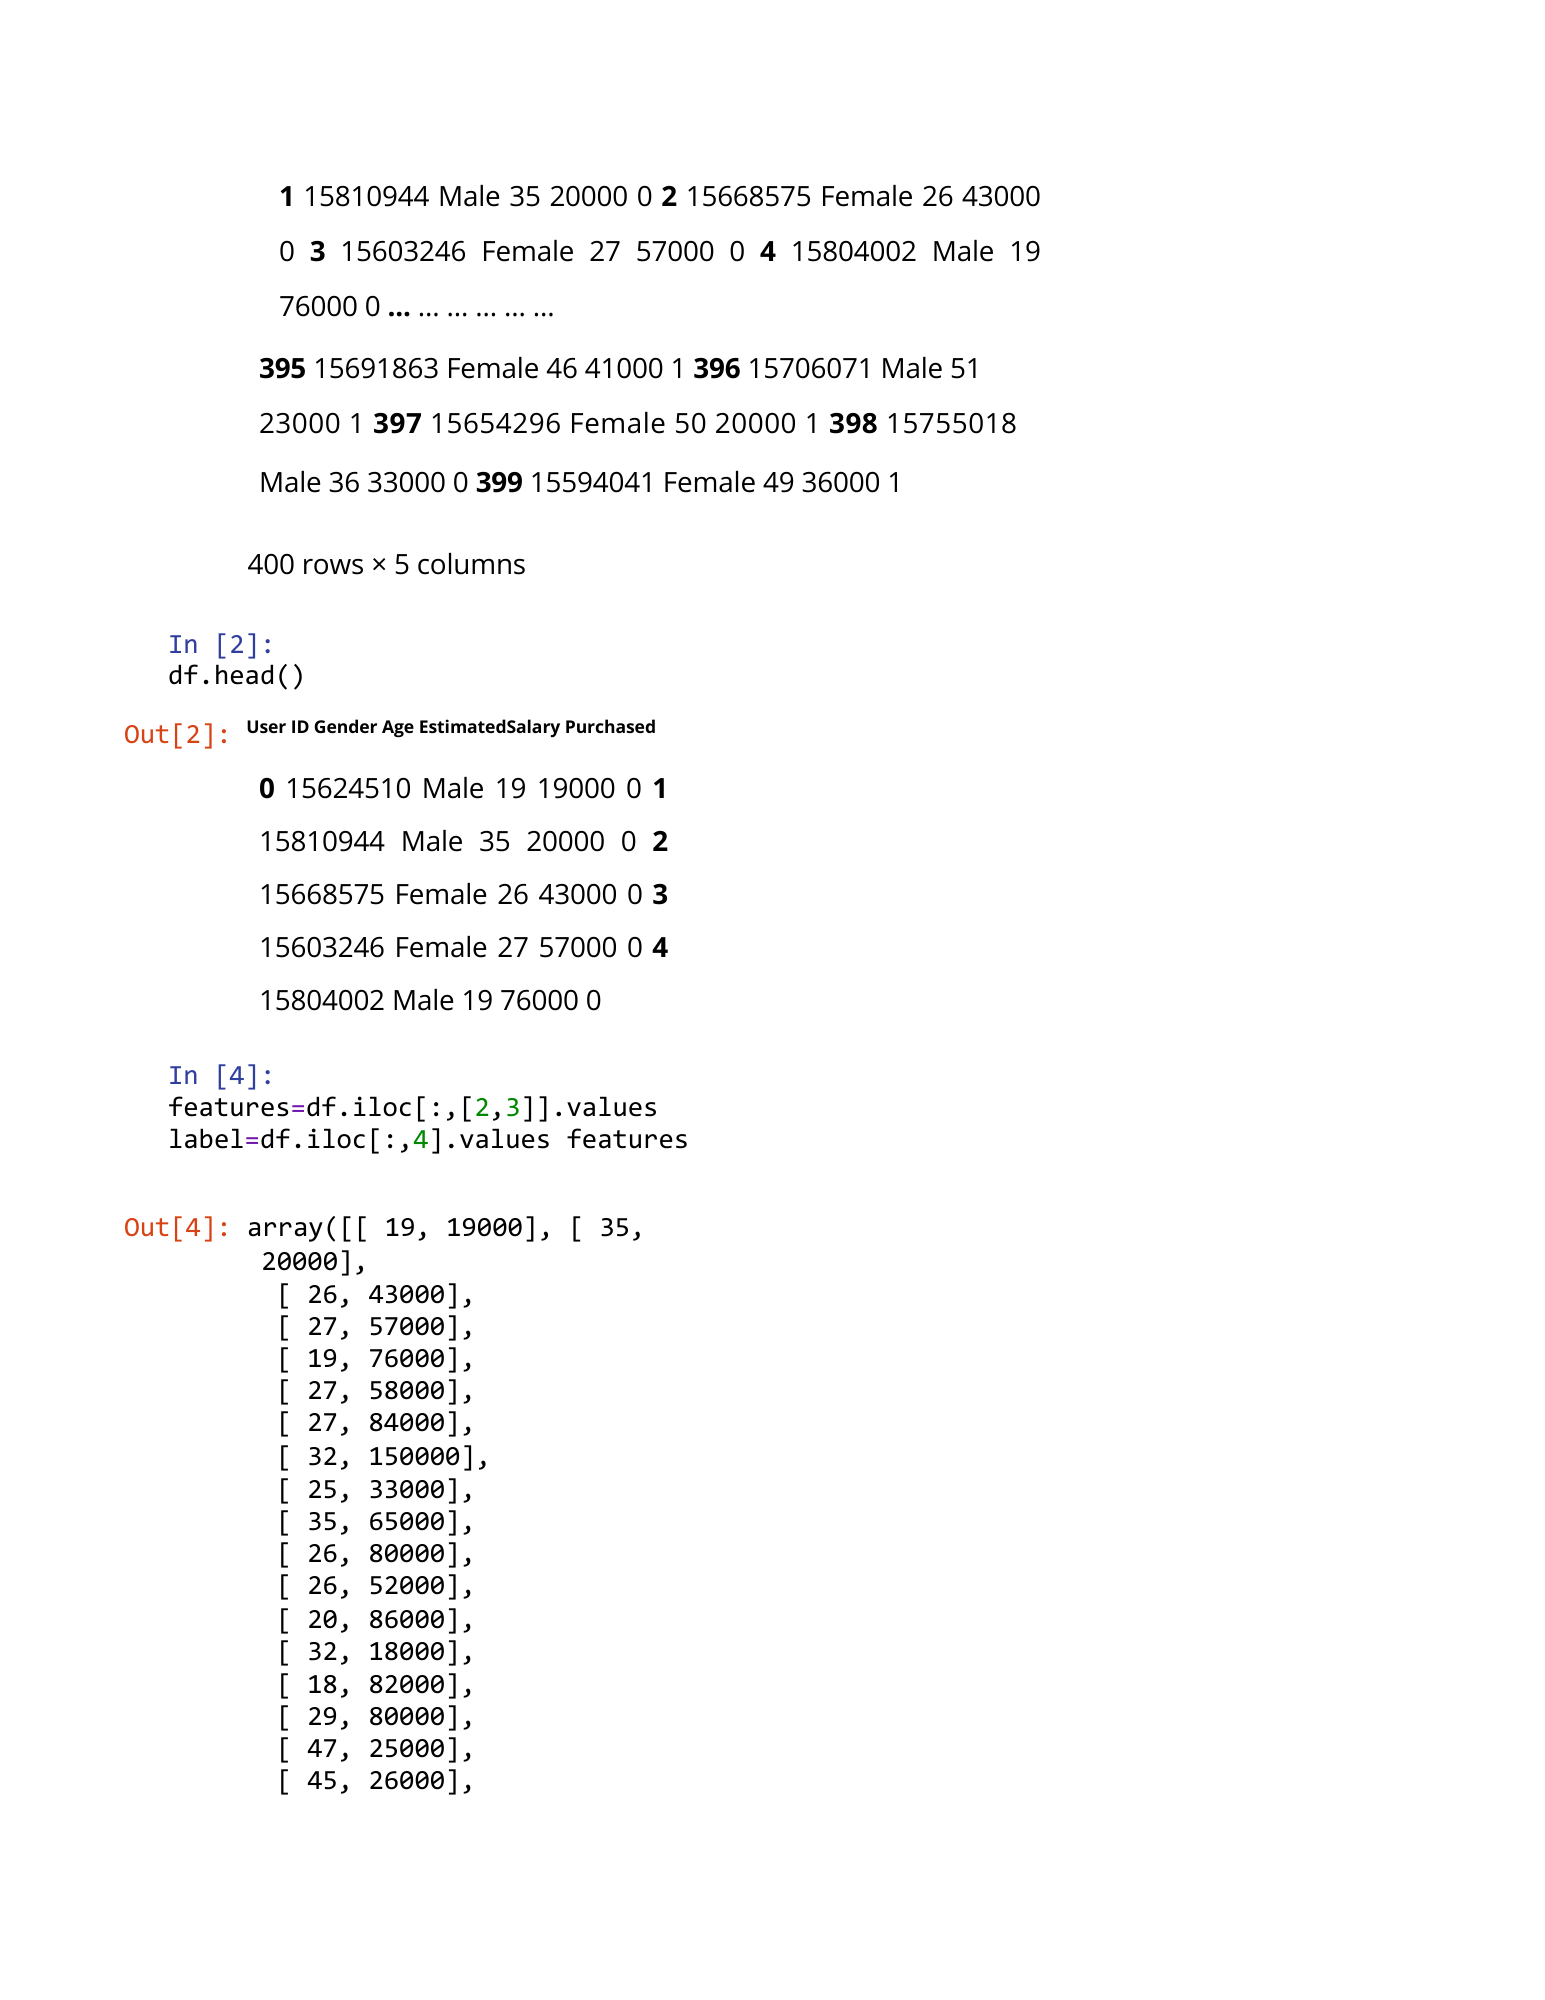 1 15810944 Male 35 20000 0 2 15668575 Female 26 43000
0 3 15603246 Female 27 57000 0 4 15804002 Male 19
76000 0 ... ... ... ... ... ...
395 15691863 Female 46 41000 1 396 15706071 Male 51
23000 1 397 15654296 Female 50 20000 1 398 15755018
Male 36 33000 0 399 15594041 Female 49 36000 1
400 rows × 5 columns
In [2]:
df.head()
Out[2]: User ID Gender Age EstimatedSalary Purchased
0 15624510 Male 19 19000 0 1
15810944 Male 35 20000 0 2
15668575 Female 26 43000 0 3
15603246 Female 27 57000 0 4
15804002 Male 19 76000 0
In [4]:
features=df.iloc[:,[2,3]].values
label=df.iloc[:,4].values features
Out[4]: array([[ 19, 19000], [ 35,
20000],
[ 26, 43000],
[ 27, 57000],
[ 19, 76000],
[ 27, 58000],
[ 27, 84000],
[ 32, 150000],
[ 25, 33000],
[ 35, 65000],
[ 26, 80000],
[ 26, 52000],
[ 20, 86000],
[ 32, 18000],
[ 18, 82000],
[ 29, 80000],
[ 47, 25000],
[ 45, 26000],